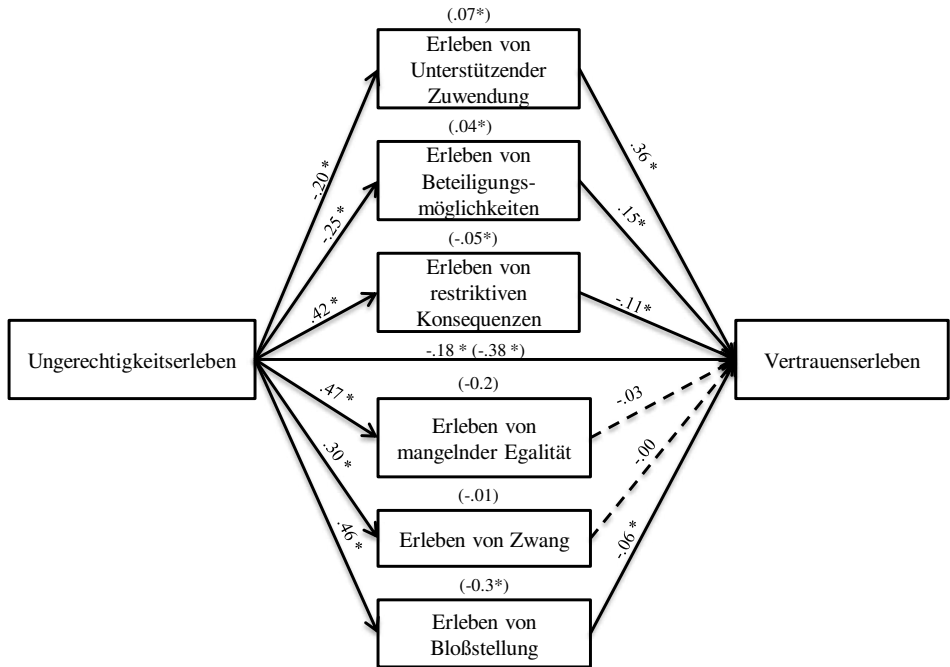 (.07*)
Erleben von
Unterstützender
Zuwendung
-.20 *
.36 *
(.04*)
Erleben von
Beteiligungs-
möglichkeiten
-.25 *
.15*
(-.05*)
Erleben von
restriktiven
Konsequenzen
.42 *
-.11*
Ungerechtigkeitserleben
-.18 * (-.38 *)
Vertrauenserleben
(-0.2)
Erleben von
mangelnder Egalität
.47 *
-.03
(-.01)
Erleben von Zwang
.30 *
-.00
(-0.3*)
Erleben von
Bloßstellung
.46 *
-.06 *